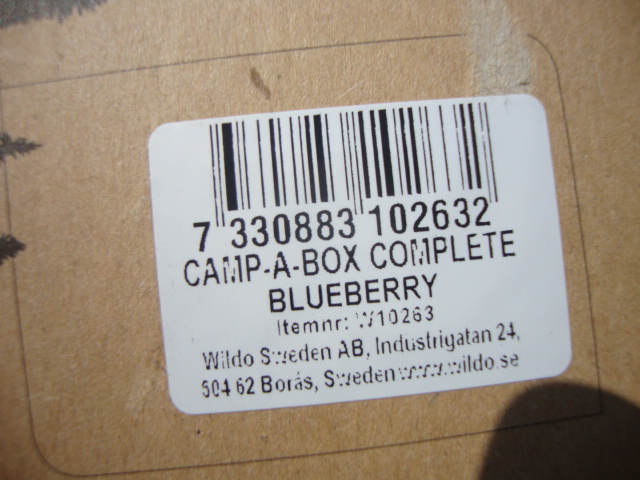 7 330883 102632
CAMP-A-BOX COMPLETE
BLUEBERRY
Itemnr: W10263
Wildo Sweden AB, Industrigatan 24,
504 62 Borås, Sweden www.wildo.se